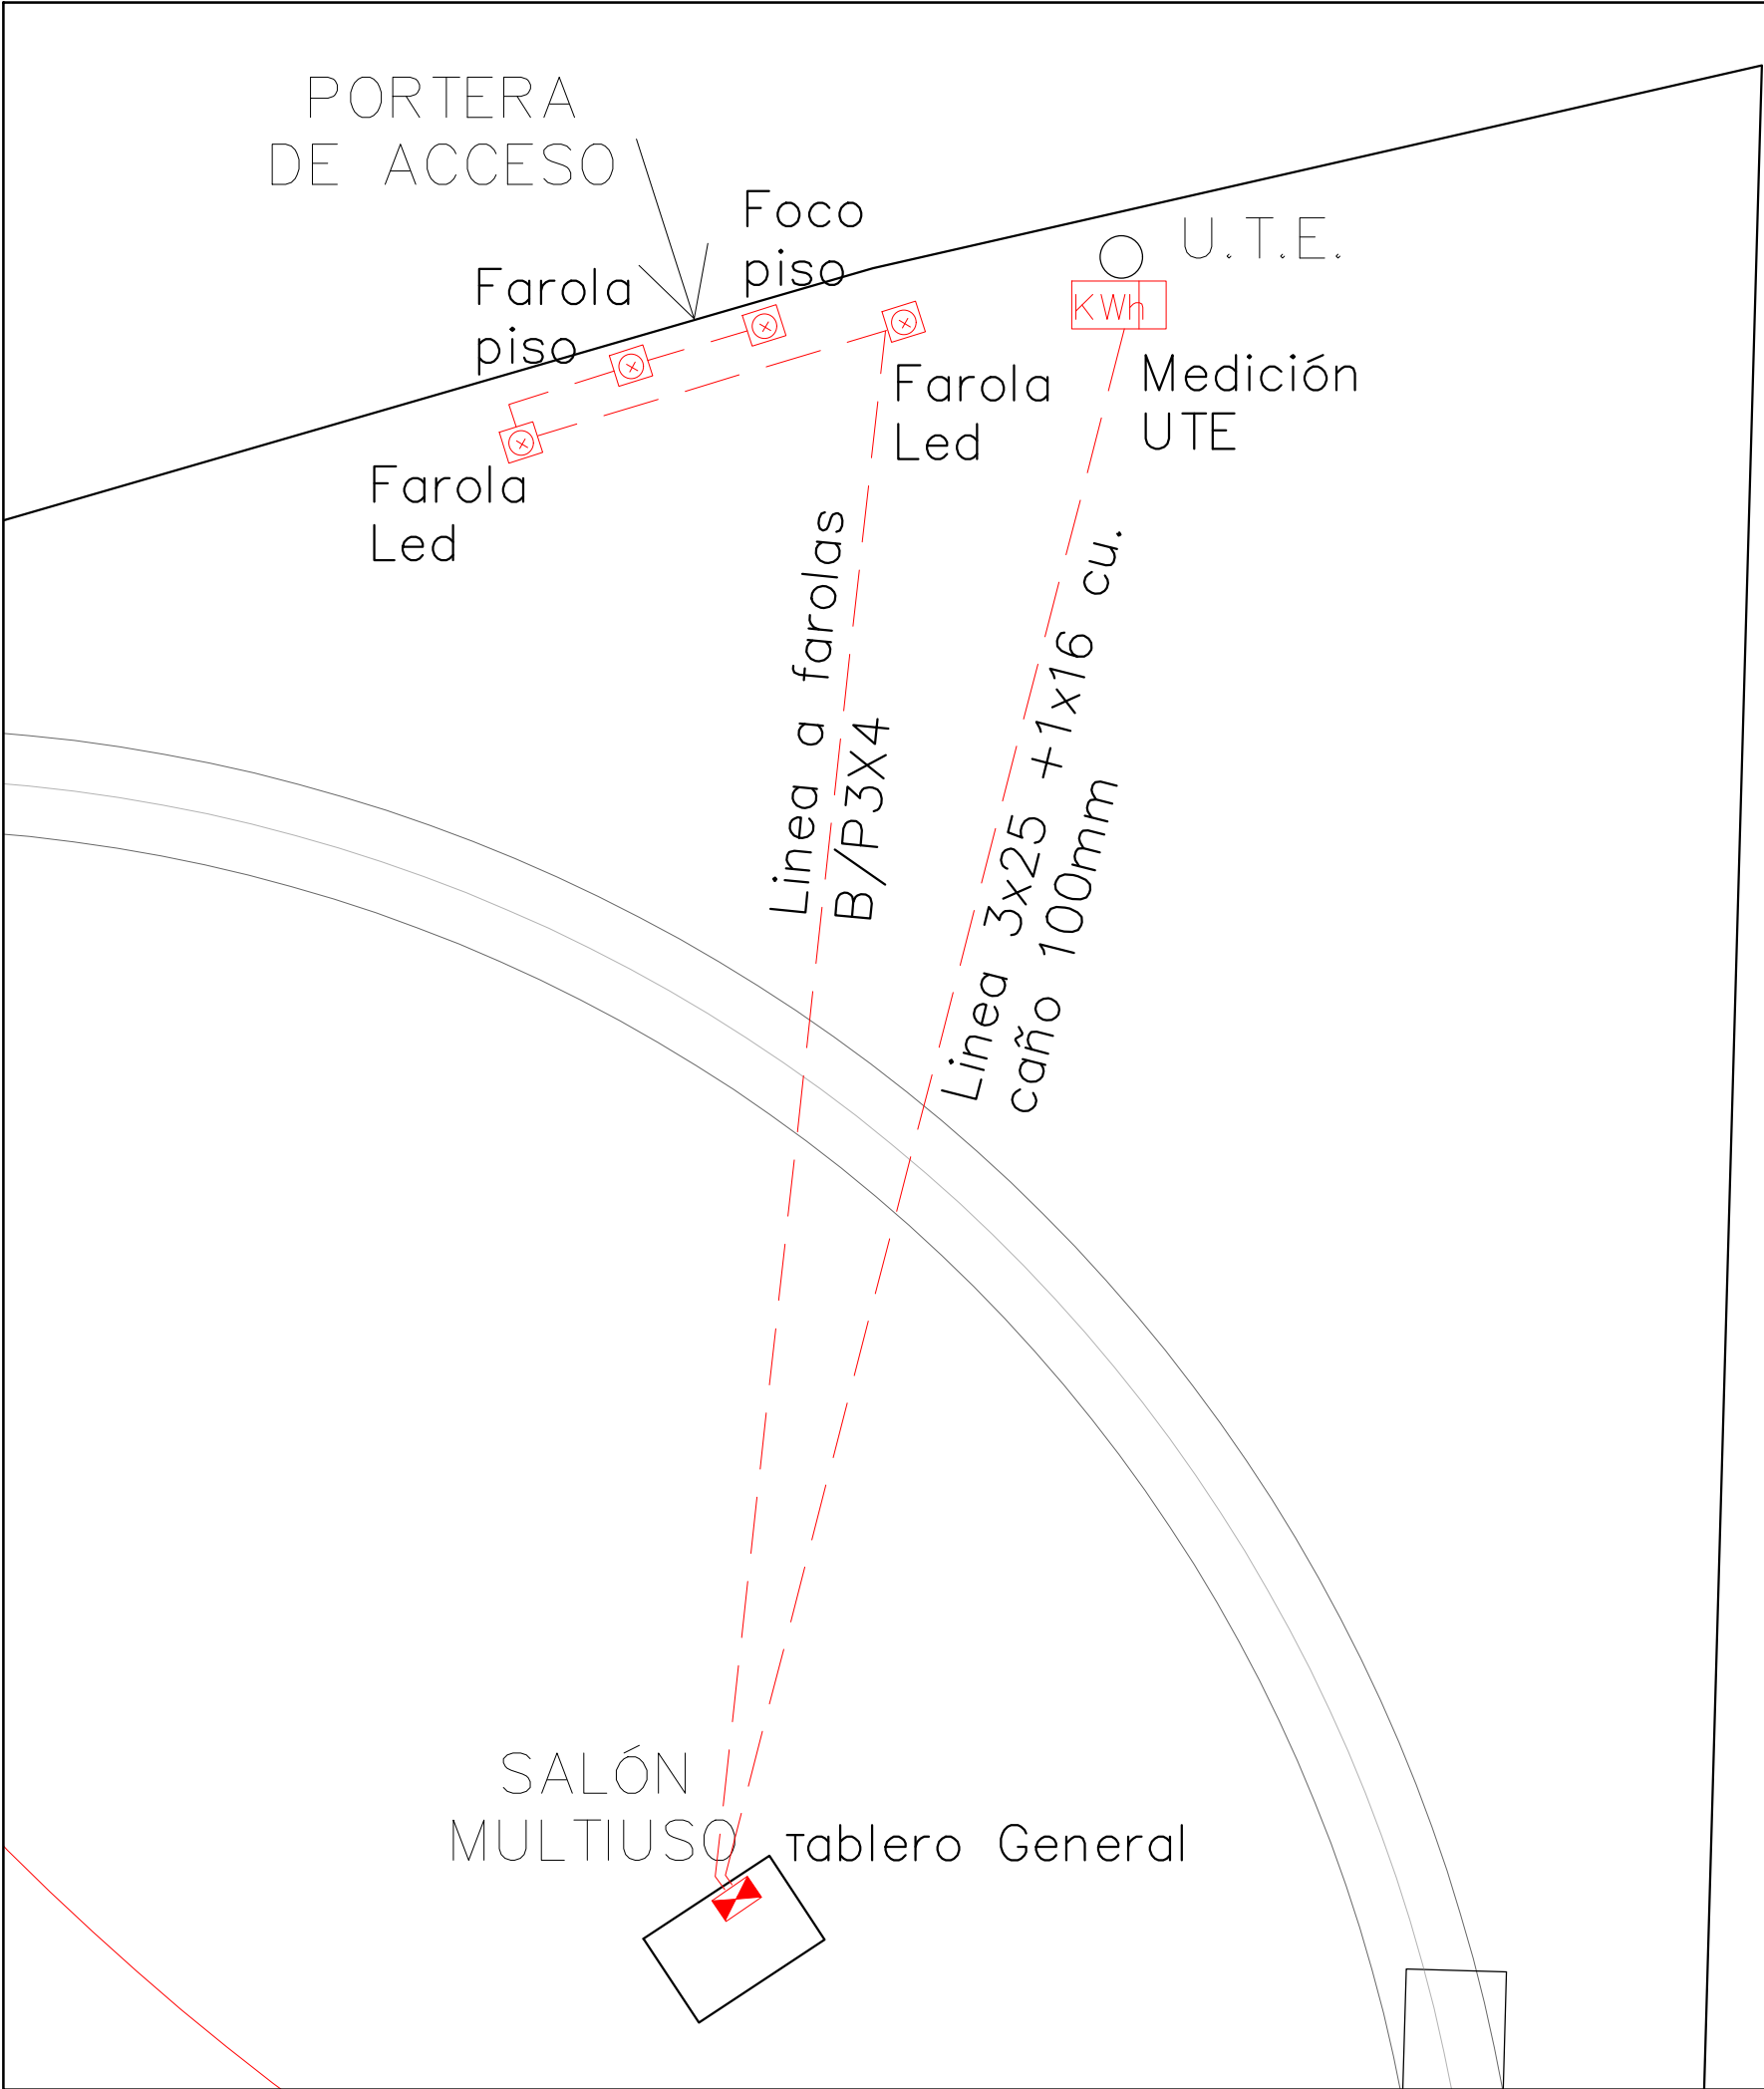 PORTERA
DE ACCESO
Foco
piso
U.T.E.
Farola
piso
KWh
Farola
Led
Medición
UTE
Farola
Led
Linea a farolas
B/P3X4
Linea 3x25 +1x16 cu.
caño 100mm
SALÓN
MULTIUSO
Tablero General